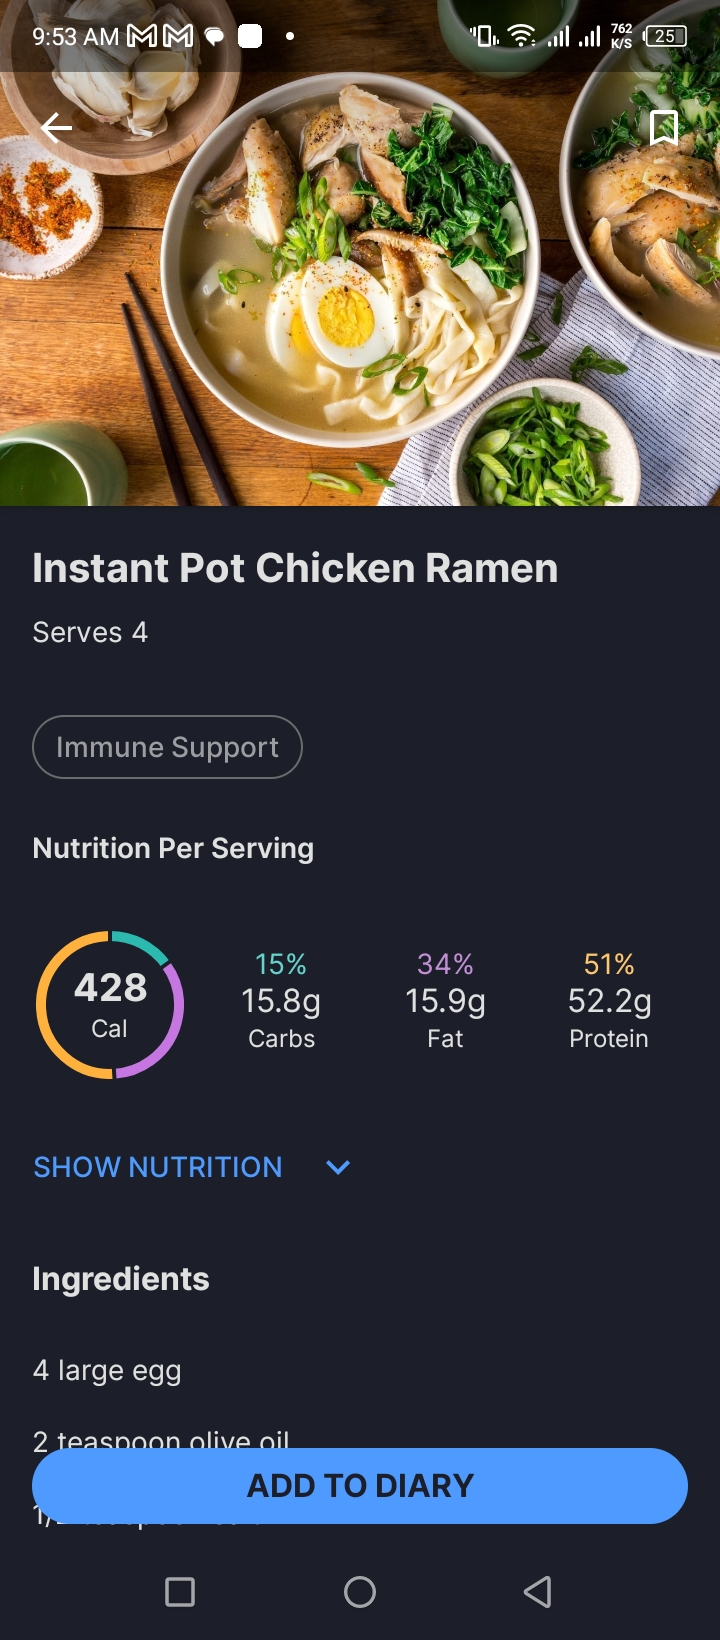 9:53 AM
762
K/S
25
Instant Pot Chicken Ramen
Serves 4
Immune Support
Nutrition Per Serving
428
Cal
15%
15.8g
Carbs
34%
15.9g
Fat
51%
52.2g
Protein
SHOW NUTRITION
Ingredients
4 large egg
2 teaspoon olive oil
ADD TO DIARY